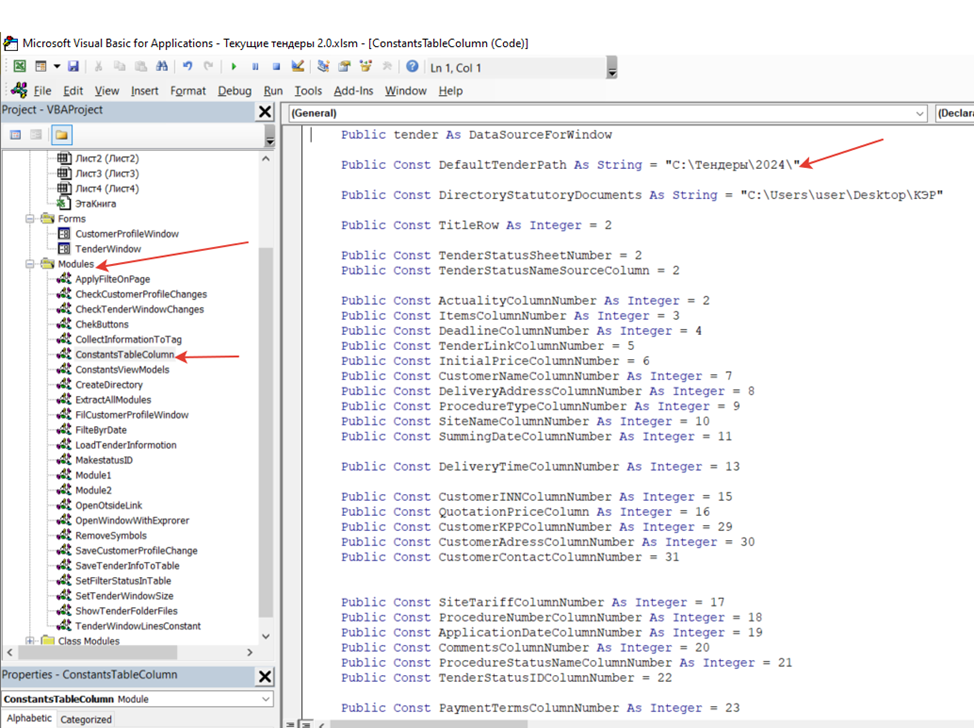 Microsoft Visual Basic for Applications - Текущие тендеры 2.0.xlsm - [ConstantsTableColumn (Code)]
Ln 1, Col 1
File Edit View Insert Format Debug Run Tools Add-Ins Window Help
Project - VBAProject
Лист2 (Лист2)
Лист3 (Лист3)
Лист4 (Лист4)
ЭтаКнига
Forms
CustomerProfileWindow
TenderWindow
Modules
ApplyFilteOnPage
CheckCustomerProfileChanges
CheckTenderWindowChanges
ChekButtons
CollectInformationToTag
ConstantsTableColumn
ConstantsViewModels
CreateDirectory
ExtractAllModules
FilCustomerProfileWindow
FilteByrDate
LoadTenderInformation
MakestatusID
Module1
Module2
OpenOtsideLink
OpenWindowWithExprorer
RemoveSymbols
SaveCustomerProfileChange
SaveTenderInfoToTable
SetFilterStatusInTable
SetTenderWindowSize
ShowTenderFolderFiles
TenderWindowLinesConstant
Class Modules
Properties - ConstantsTableColumn
ConstantsTableColumn Module
Alphabetic Categorized
(General)
(Declara
Public tender As DataSourceForWindow
Public Const DefaultTenderPath As String = "C:\Тендеры\2024\"
Public Const DirectoryStatutoryDocuments As String = "C:\Users\user\Desktop\КЭР"
Public Const TitleRow As Integer = 2
Public Const TenderStatusSheetNumber = 2
Public Const TenderStatusNameSourceColumn = 2
Public Const ActualityColumnNumber As Integer = 2
Public Const ItemsColumnNumber As Integer = 3
Public Const DeadlineColumnNumber As Integer = 4
Public Const TenderLinkColumnNumber = 5
Public Const InitialPriceColumnNumber = 6
Public Const CustomerNameColumnNumber As Integer = 7
Public Const DeliveryAddressColumnNumber As Integer = 8
Public Const ProcedureTypeColumnNumber As Integer = 9
Public Const SiteNameColumnNumber As Integer = 10
Public Const SummingDateColumnNumber As Integer = 11
Public Const DeliveryTimeColumnNumber As Integer = 13
Public Const CustomerINNColumnNumber As Integer = 15
Public Const QuotationPriceColumn As Integer = 16
Public Const CustomerKPPColumnNumber As Integer = 29
Public Const CustomerAdressColumnNumber As Integer = 30
Public Const CustomerContactColumnNumber = 31
Public Const SiteTariffColumnNumber As Integer = 17
Public Const ProcedureNumberColumnNumber As Integer = 18
Public Const ApplicationDateColumnNumber As Integer = 19
Public Const CommentsColumnNumber As Integer = 20
Public Const ProcedureStatusNameColumnNumber As Integer = 21
Public Const TenderStatusIDColumnNumber = 22
Public Const PaymentTermsColumnNumber As Integer = 23